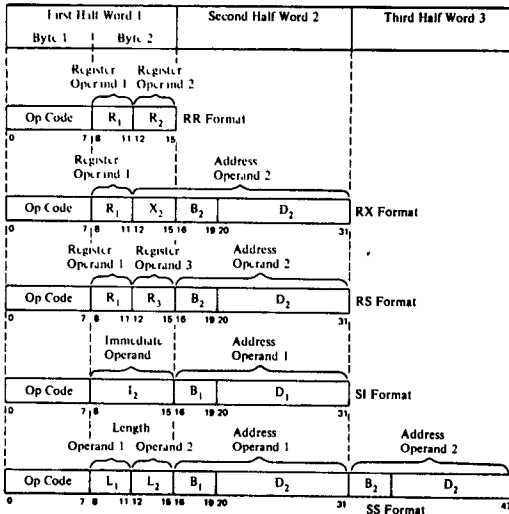 First Half Word 1 Second Half Word 2 Third Half Word 3
Byte 1 Byte 2
Register Register
Operand 1 Operand 2
Op Code R1 R2 RR Format
0 7 8 11 12 15
Register Address
Operand 1 Operand 2
Op Code R1 X2 B2 D2 RX Format
0 7 8 11 12 15 16 19 20 31
Register Register Address
Operand 1 Operand 3 Operand 2
Op Code R1 R3 B2 D2 RS Format
0 7 8 11 12 15 16 19 20 31
Immediate Address
Operand Operand 1
Op Code I2 B1 D1 SI Format
0 7 8 15 16 19 20 31
Length Address Address
Operand 1 Operand 2 Operand 1 Operand 2
Op Code L1 L2 B1 D2 B2 D2
0 7 8 11 12 15 16 19 20 31 32 47
SS Format